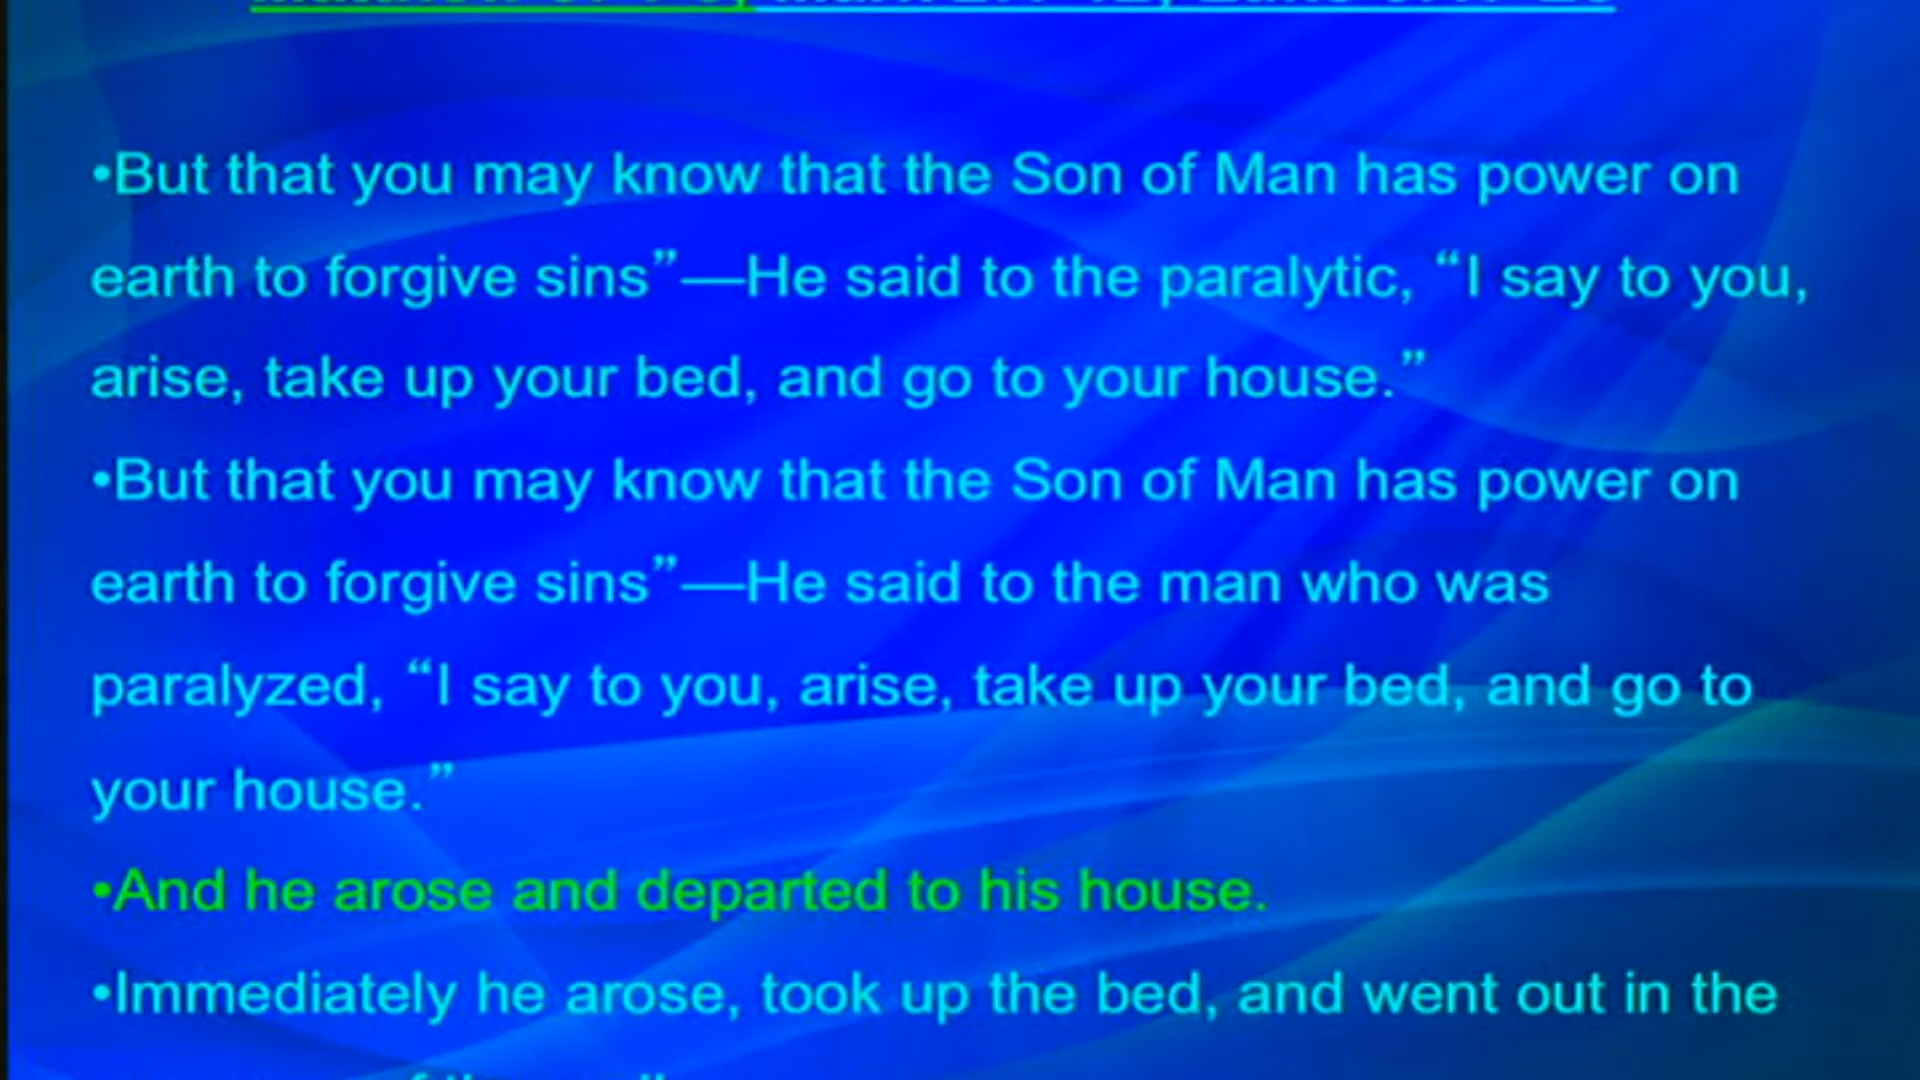 •But that you may know that the Son of Man has power on
earth to forgive sins”—He said to the paralytic, “I say to you,
arise, take up your bed, and go to your house.”
•But that you may know that the Son of Man has power on
earth to forgive sins”—He said to the man who was
paralyzed, “I say to you, arise, take up your bed, and go to
your house.”
•And he arose and departed to his house.
•Immediately he arose, took up the bed, and went out in the